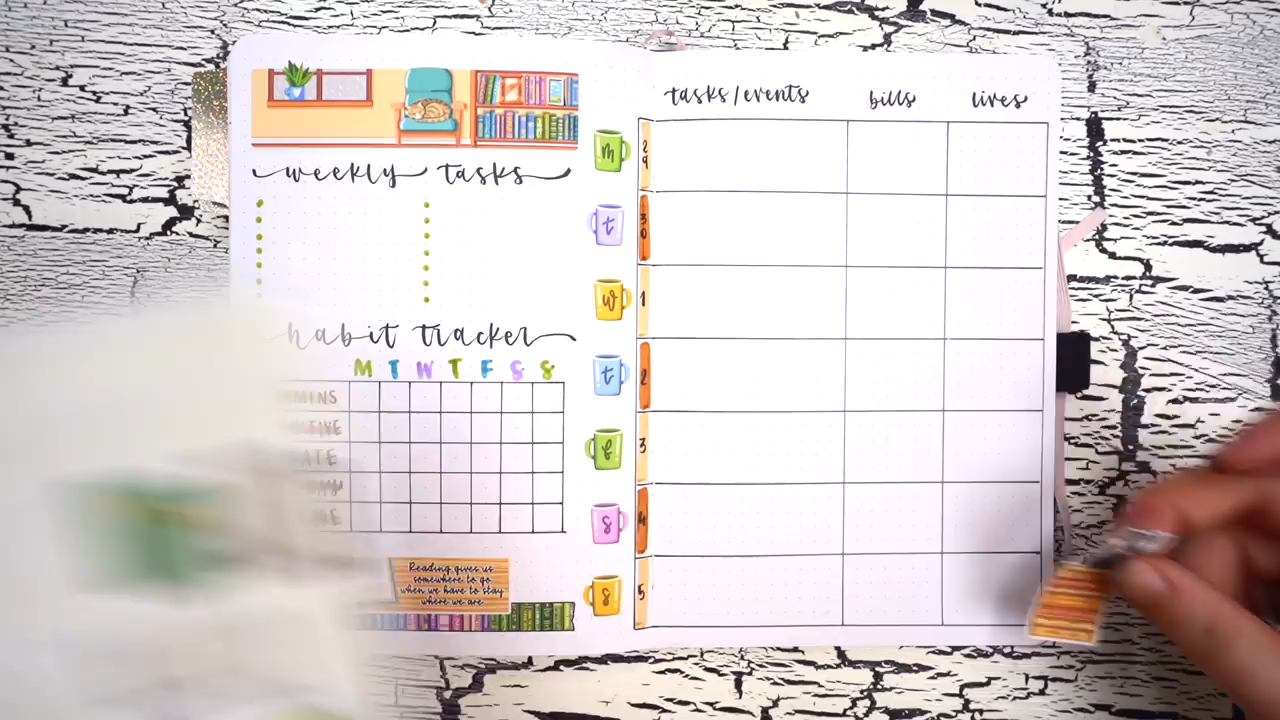 weekly tasks
habit tracker
M T W T F S S
Reading gives us
somewhere to go
when we have to stay
where we are
tasks/events bills lives
m 29
t 30
w 1
t 2
f 3
s 4
s 5